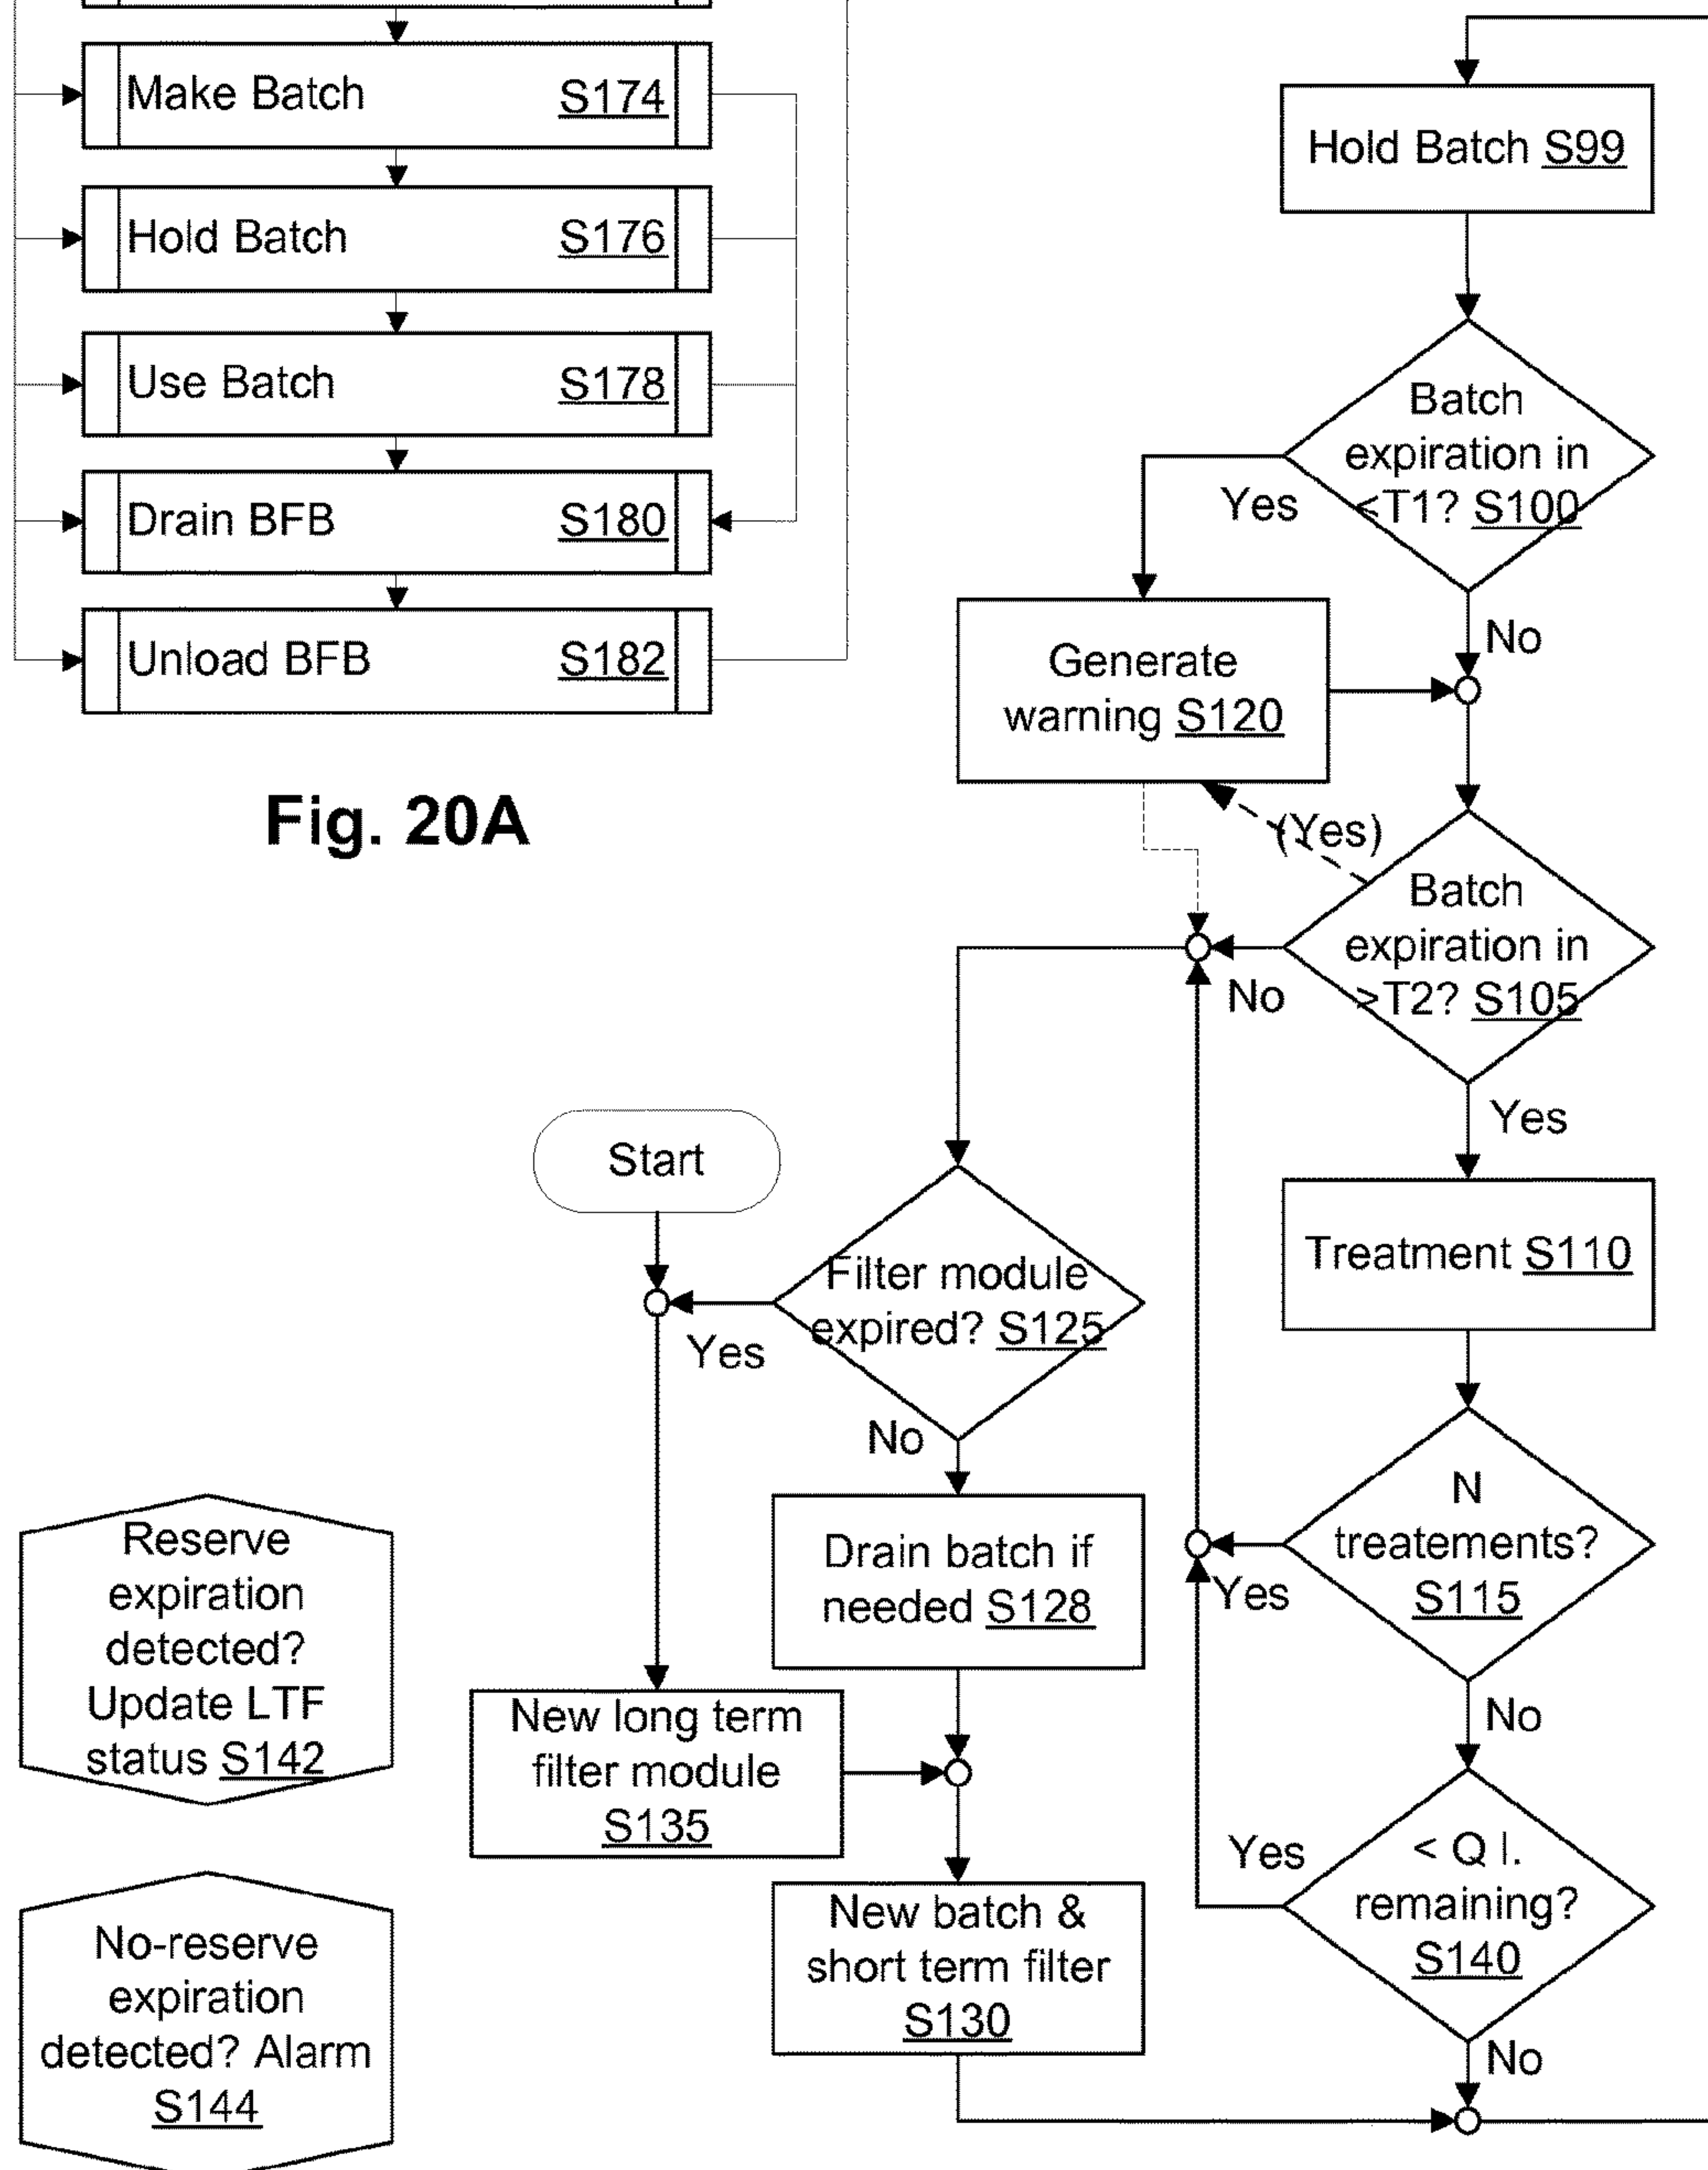 Make Batch S174
Hold Batch S176
Use Batch S178
Drain BFB S180
Unload BFB S182
Fig. 20A
Hold Batch S99
Batch
expiration in
<T1? S100
Yes
No
Generate
warning S120
(Yes)
Batch
expiration in
>T2? S105
No
Yes
Treatment S110
Start
Filter module
expired? S125
Yes
No
N
treatements?
S115
Yes
No
Drain batch if
needed S128
New long term
filter module
S135
< Q l.
remaining?
S140
Yes
No
New batch &
short term filter
S130
Reserve
expiration
detected?
Update LTF
status S142
No-reserve
expiration
detected? Alarm
S144